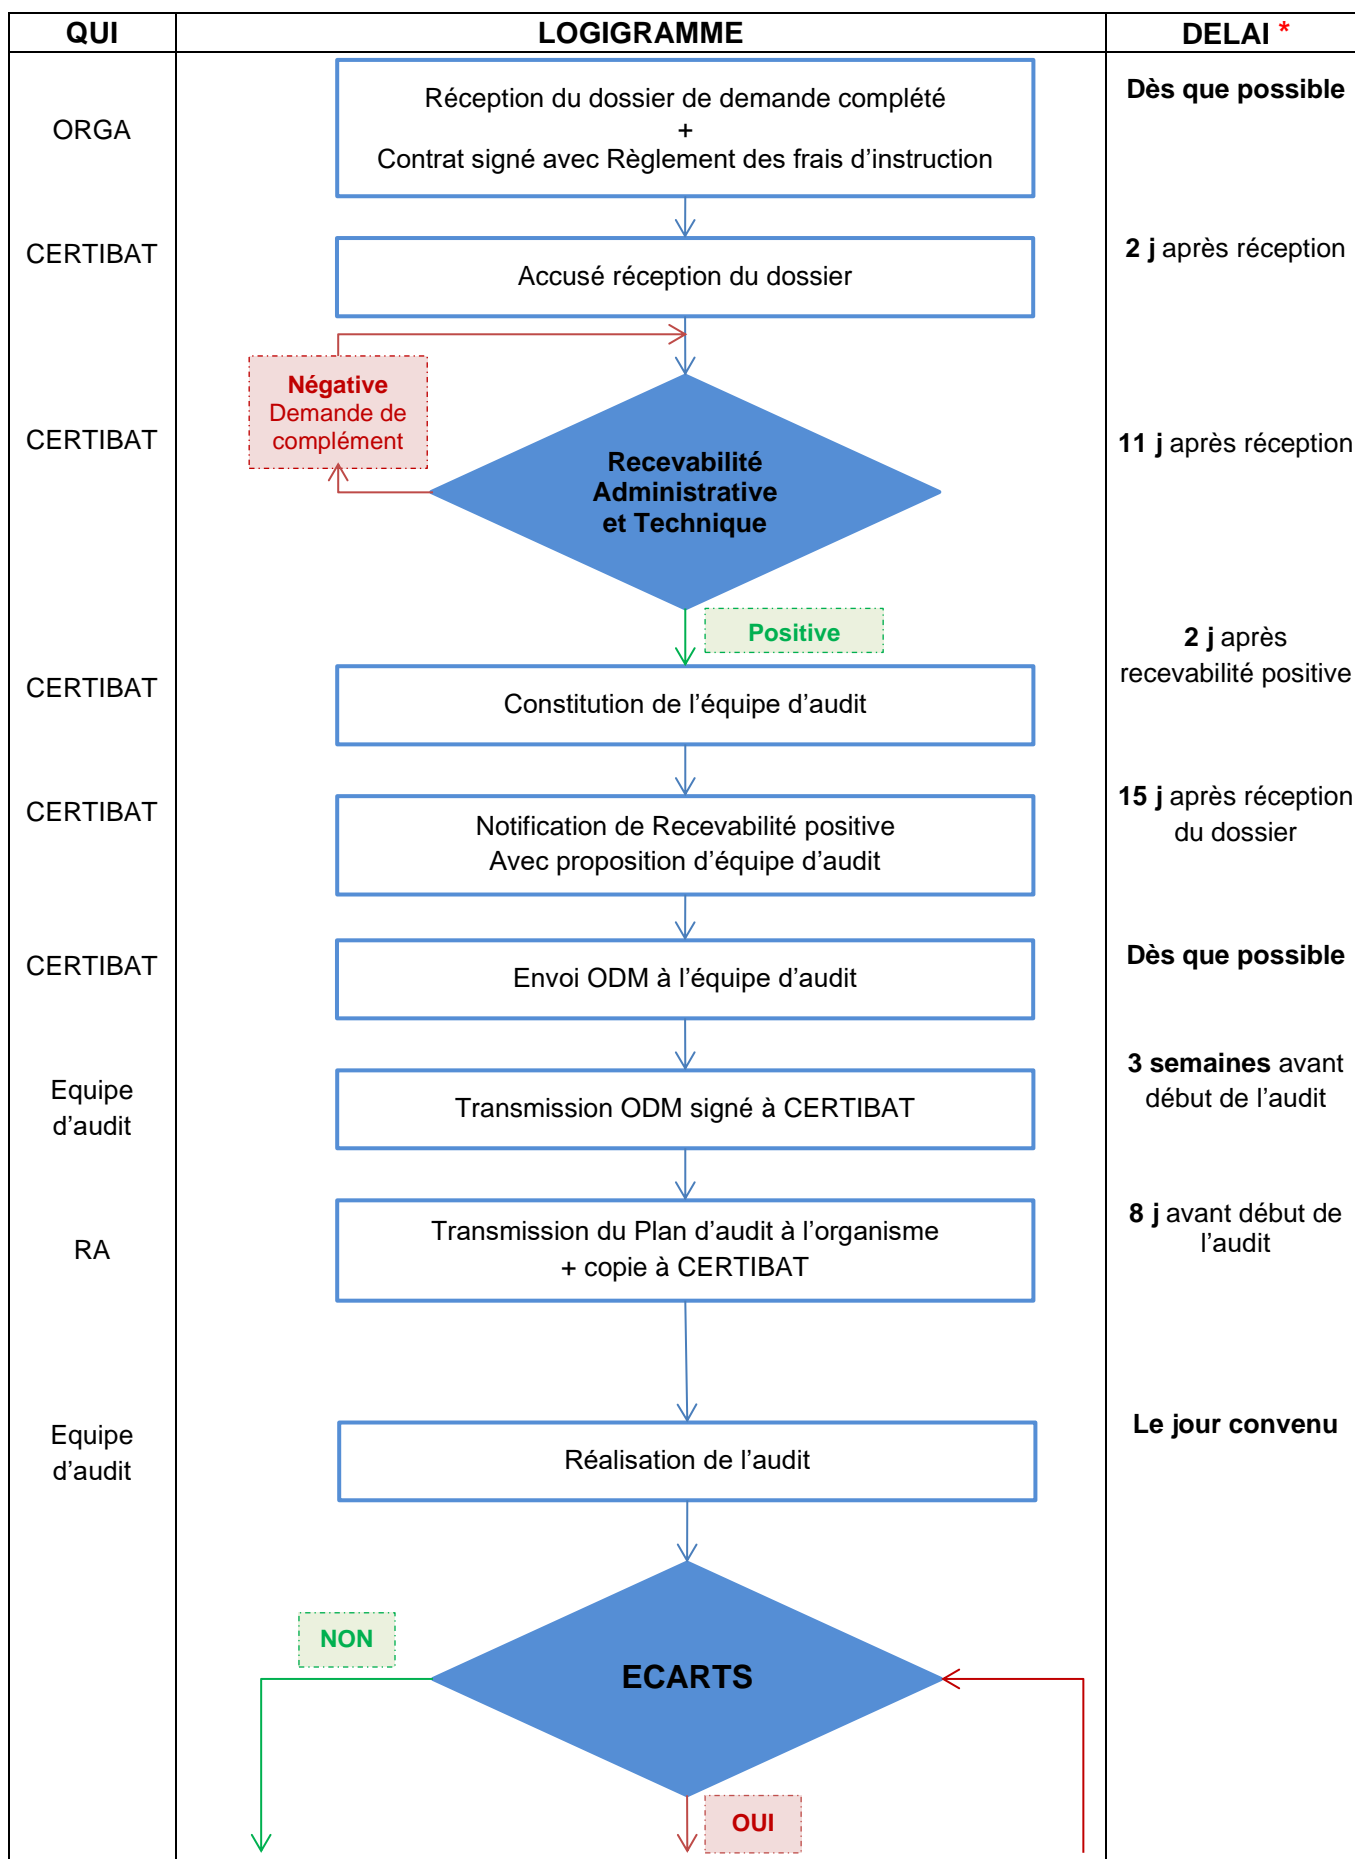 QUI
LOGIGRAMME
DELAI *
ORGA
Réception du dossier de demande complété
+
Contrat signé avec Règlement des frais d’instruction
Dès que possible
CERTIBAT
Accusé réception du dossier
2 j après réception
Négative
Demande de
complément
CERTIBAT
Recevabilité
Administrative
et Technique
11 j après réception
Positive
CERTIBAT
Constitution de l’équipe d’audit
2 j après
recevabilité positive
CERTIBAT
Notification de Recevabilité positive
Avec proposition d’équipe d’audit
15 j après réception
du dossier
CERTIBAT
Envoi ODM à l’équipe d’audit
Dès que possible
Equipe
d’audit
Transmission ODM signé à CERTIBAT
3 semaines avant
début de l’audit
RA
Transmission du Plan d’audit à l’organisme
+ copie à CERTIBAT
8 j avant début de
l’audit
Equipe
d’audit
Réalisation de l’audit
Le jour convenu
NON
ECARTS
OUI